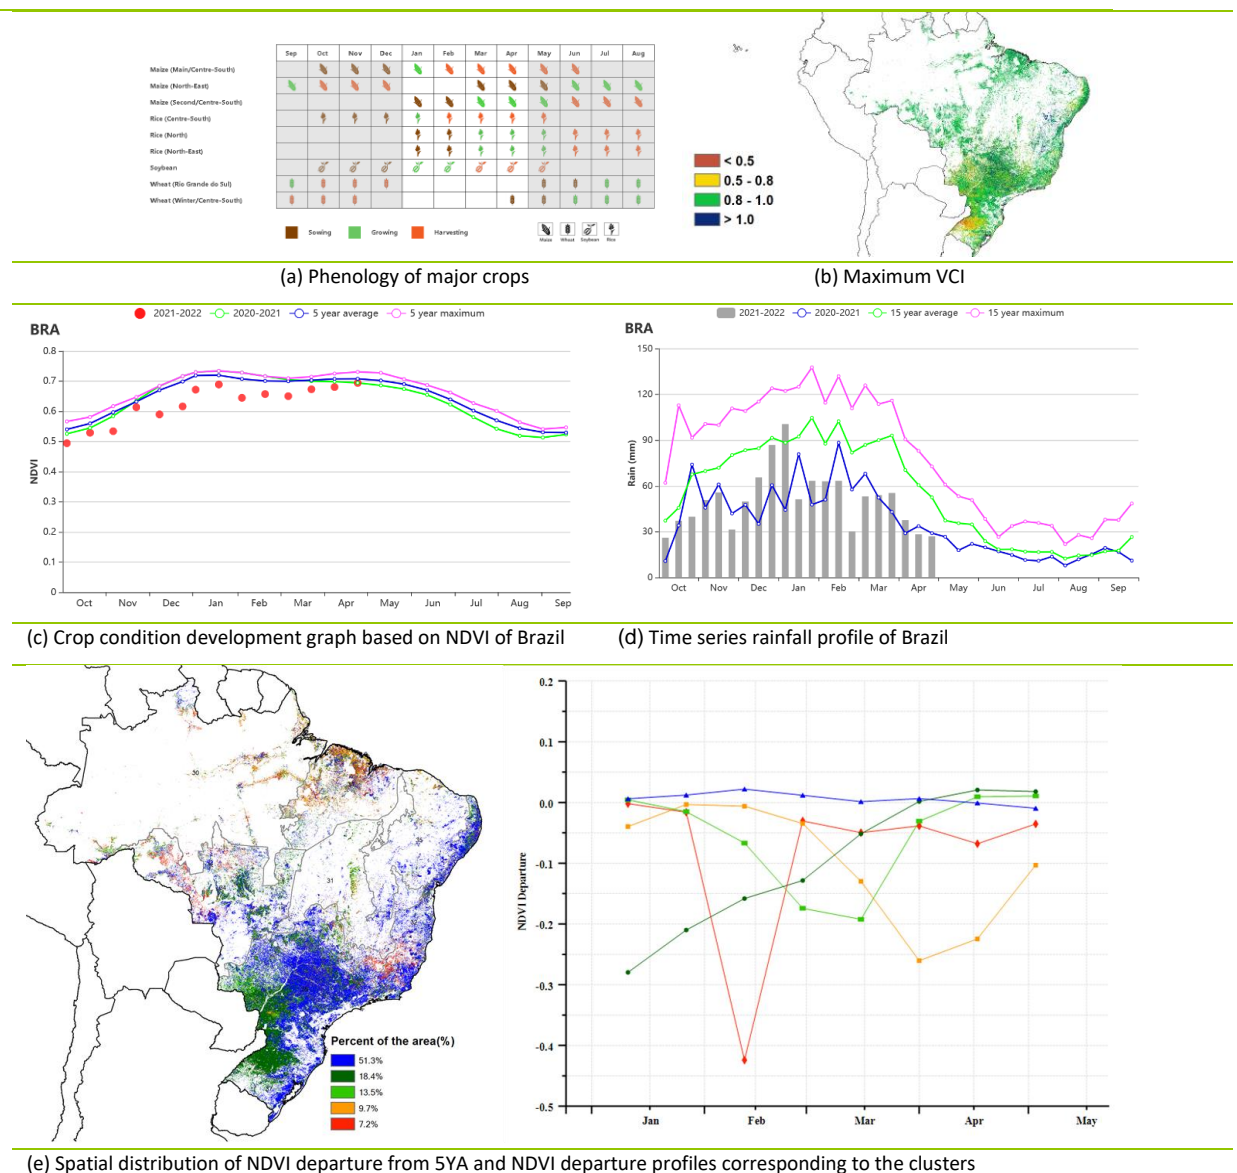 Sep Oct Nov Dec Jan Feb Mar Apr May Jun Jul Aug
Maize (Main/Centre-South)
Maize (North-East)
Maize (Second/Centre-South)
Rice (Centre-South)
Rice (North)
Rice (North-East)
Soybean
Wheat (Rio Grande do Sul)
Wheat (Winter/Centre-South)
Sowing Growing Harvesting
Maize Wheat Soybean Rice
< 0.5
0.5 - 0.8
0.8 - 1.0
> 1.0
(a) Phenology of major crops
(b) Maximum VCI
2021-2022 2020-2021 5 year average 5 year maximum
BRA
0.8
0.7
0.6
0.5
0.4
0.3
0.2
0.1
0
NDVI
Oct Nov Dec Jan Feb Mar Apr May Jun Jul Aug Sep
2021-2022 2020-2021 15 year average 15 year maximum
BRA
150
120
90
60
30
0
Rain (mm)
Oct Nov Dec Jan Feb Mar Apr May Jun Jul Aug Sep
(c) Crop condition development graph based on NDVI of Brazil
(d) Time series rainfall profile of Brazil
30
31
Percent of the area(%)
51.3%
18.4%
13.5%
9.7%
7.2%
0.2
0.1
0.0
-0.1
-0.2
-0.3
-0.4
-0.5
NDVI Departure
Jan Feb Mar Apr May
(e) Spatial distribution of NDVI departure from 5YA and NDVI departure profiles corresponding to the clusters